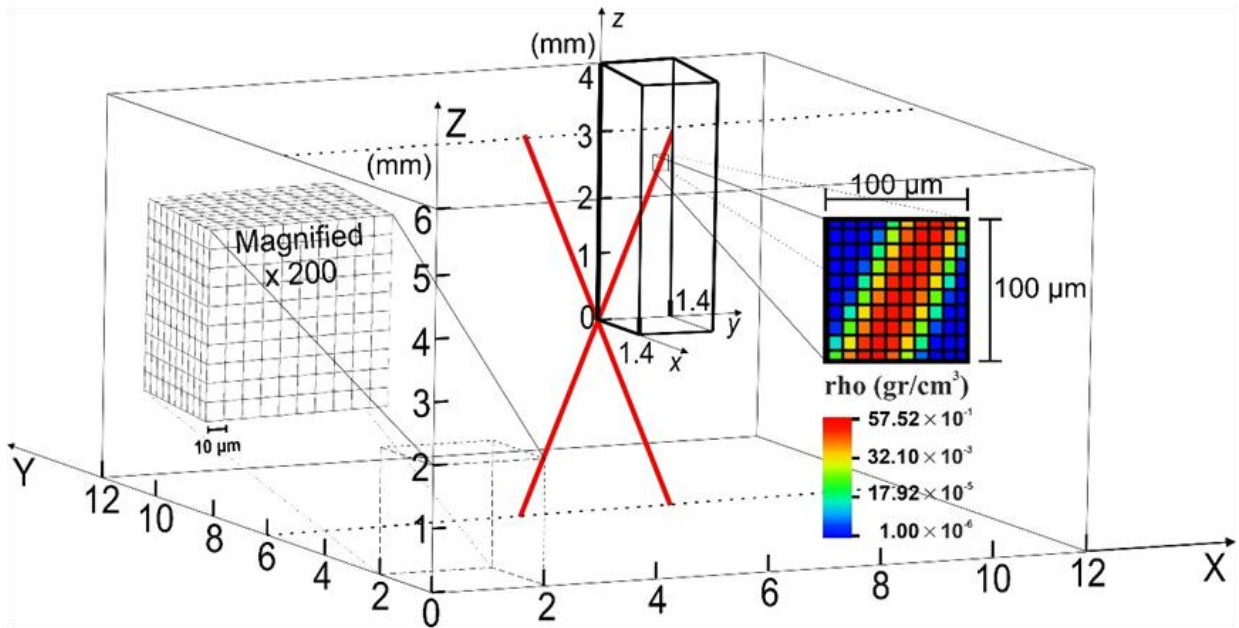 z
(mm)
4
3
2
1
0
1.4
y
1.4
x
Z
(mm)
6
5
4
3
2
1
Magnified
x 200
10 µm
100 µm
100 µm
rho (gr/cm³)
57.52 × 10⁻¹
32.10 × 10⁻³
17.92 × 10⁻⁵
1.00 × 10⁻⁶
Y
12
10
8
6
4
2
0
2
4
6
8
10
12
X